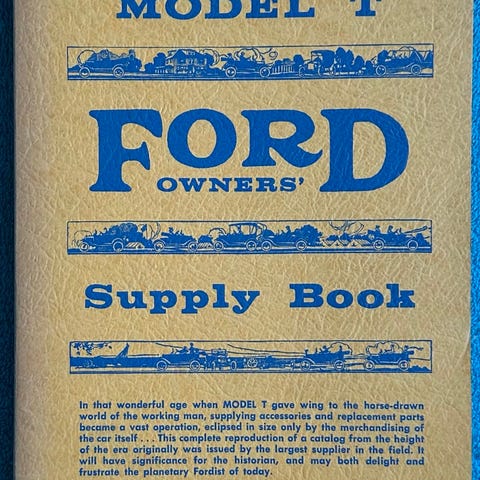 MODEL T
FORD
OWNERS'
Supply Book
In that wonderful age when MODEL T gave wing to the horse-drawn
world of the working man, supplying accessories and replacement parts
became a vast operation, eclipsed in size only by the merchandising of
the car itself . . . This complete reproduction of a catalog from the height
of the era originally was issued by the largest supplier in the field. It
will have significance for the historian, and may both delight and
frustrate the planetary Fordist of today.